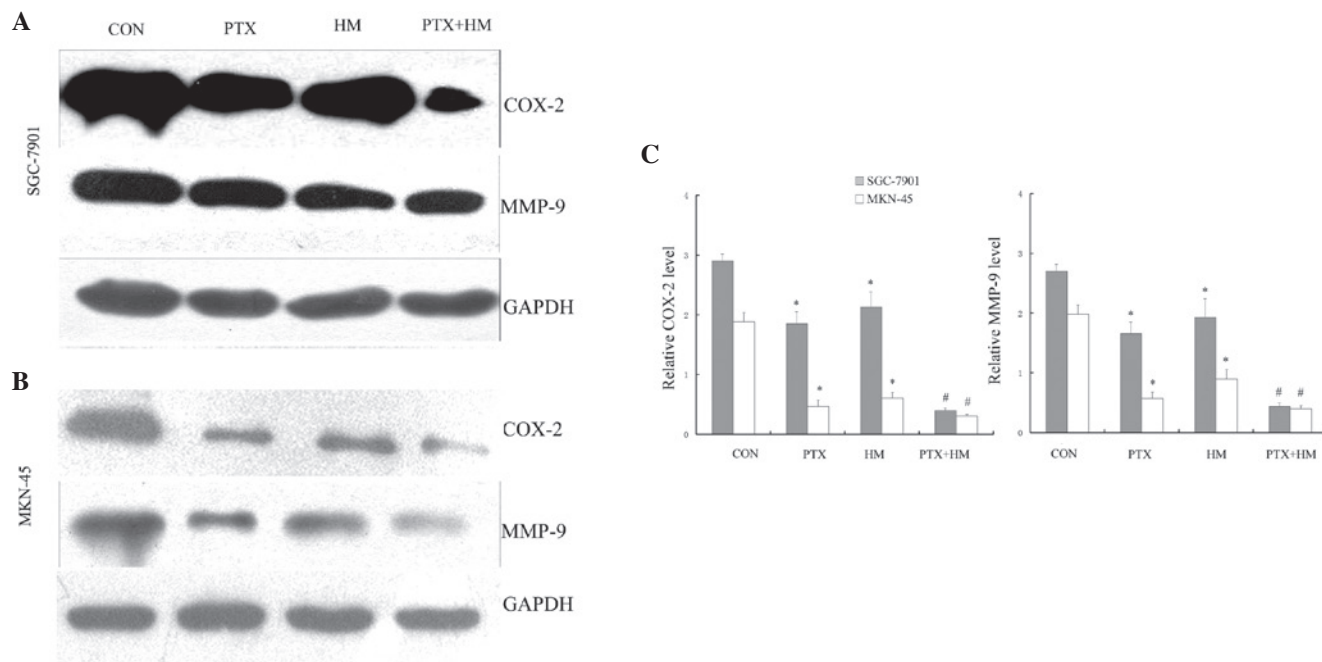 A
CON PTX HM PTX+HM
SGC-7901
COX-2
MMP-9
GAPDH
B
MKN-45
COX-2
MMP-9
GAPDH
C
SGC-7901
MKN-45
Relative COX-2 level
4
3
2
1
0
* * * * # #
CON PTX HM PTX+HM
Relative MMP-9 level
4
3
2
1
0
* * * * # #
CON PTX HM PTX+HM